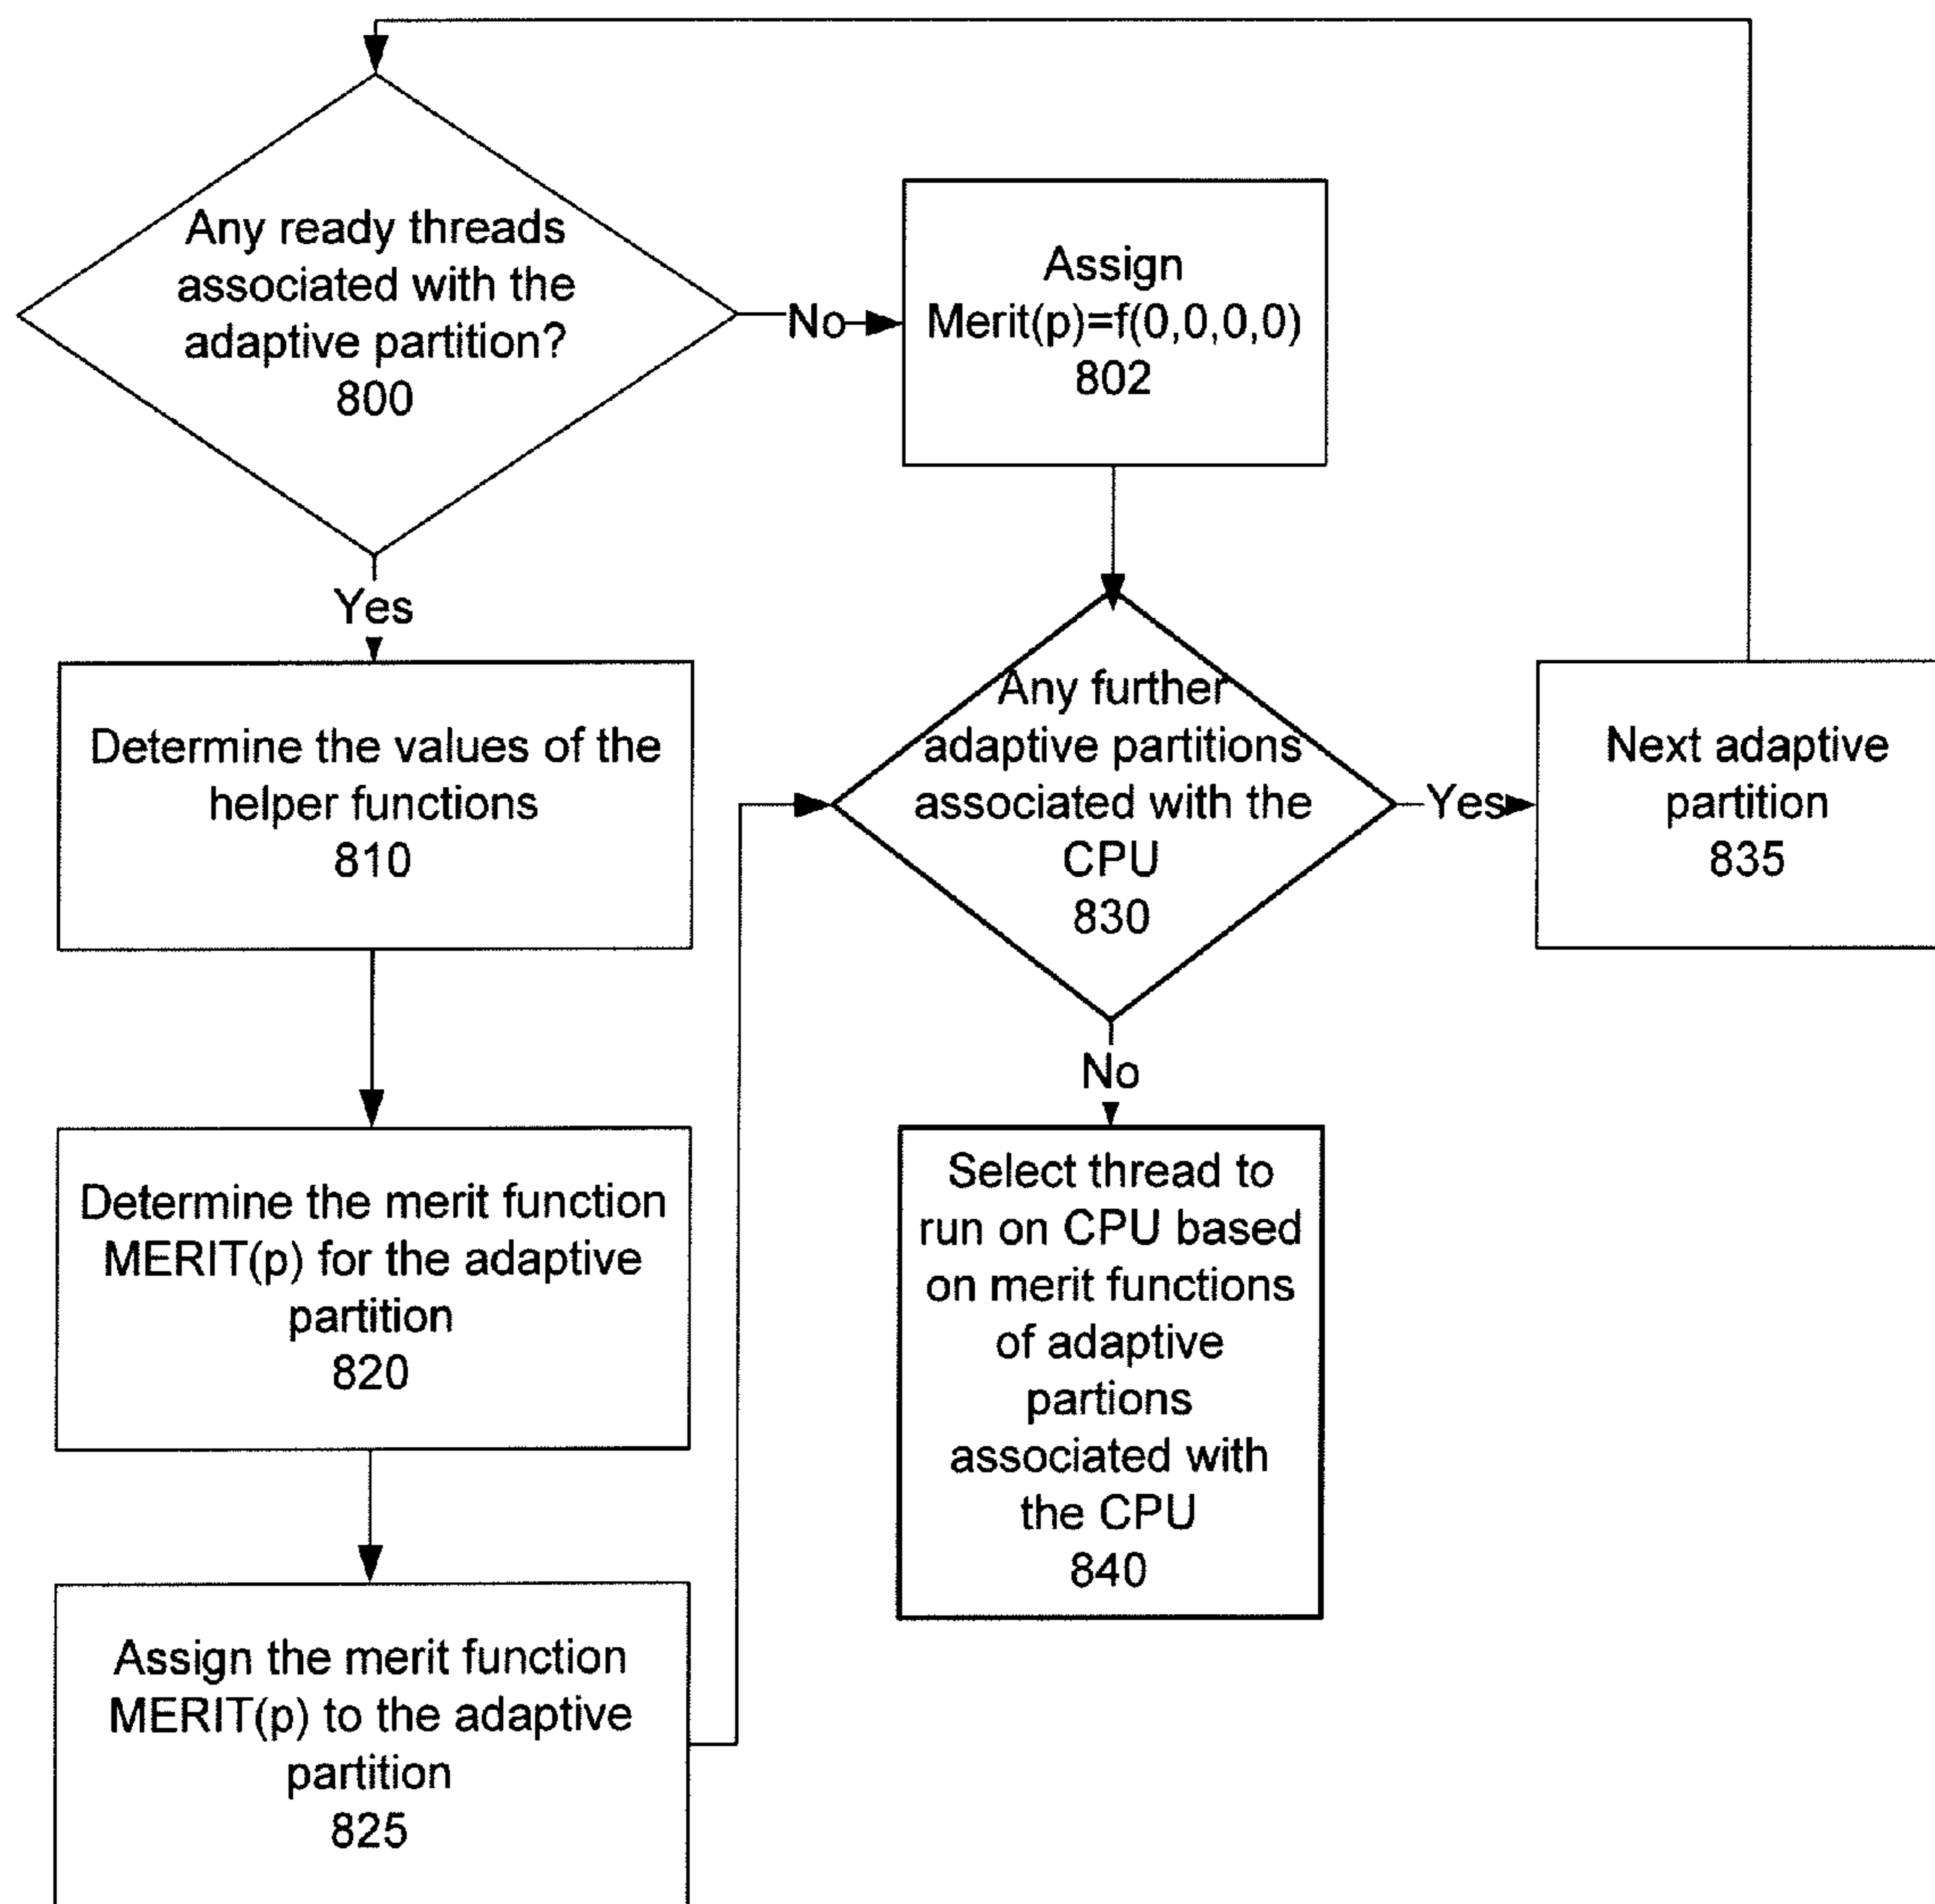 Any ready threads
associated with the
adaptive partition?
800
No
Assign
Merit(p)=f(0,0,0,0)
802
Yes
Determine the values of the
helper functions
810
Any further
adaptive partitions
associated with the
CPU
830
Yes
Next adaptive
partition
835
No
Determine the merit function
MERIT(p) for the adaptive
partition
820
Select thread to
run on CPU based
on merit functions
of adaptive
partions
associated with
the CPU
840
Assign the merit function
MERIT(p) to the adaptive
partition
825